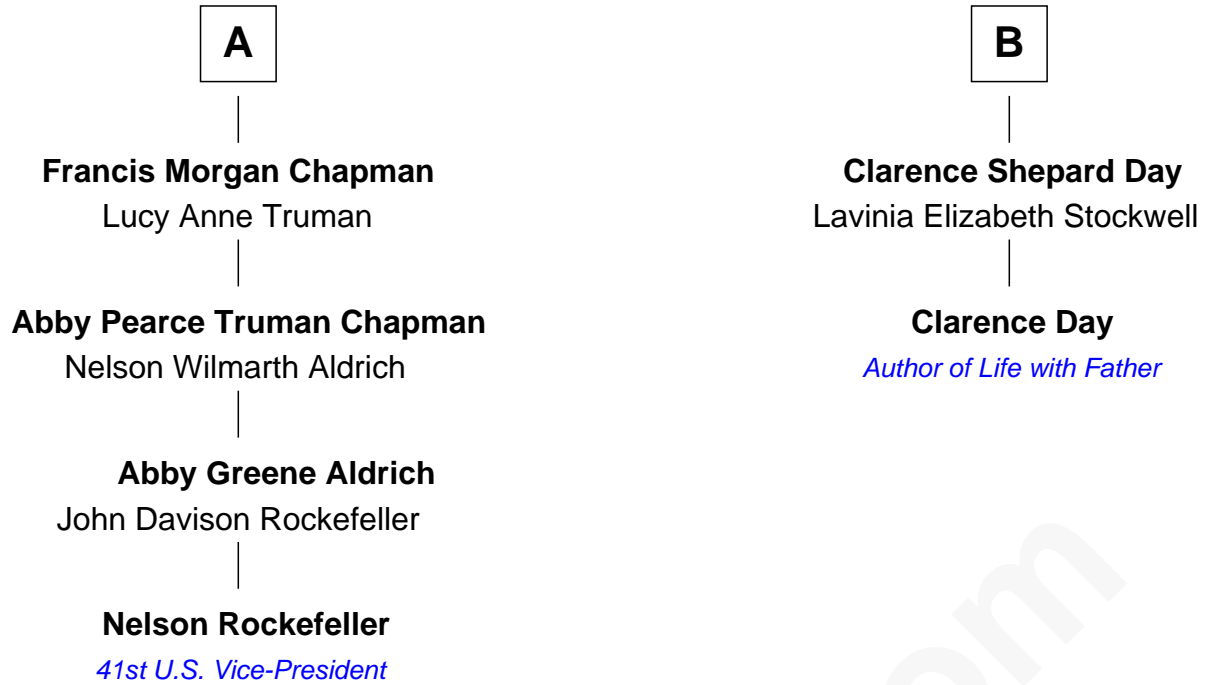 A
Francis Morgan Chapman
Lucy Anne Truman
Abby Pearce Truman Chapman
Nelson Wilmarth Aldrich
Abby Greene Aldrich
John Davison Rockefeller
Nelson Rockefeller
41st U.S. Vice-President
B
Clarence Shepard Day
Lavinia Elizabeth Stockwell
Clarence Day
Author of Life with Father
om